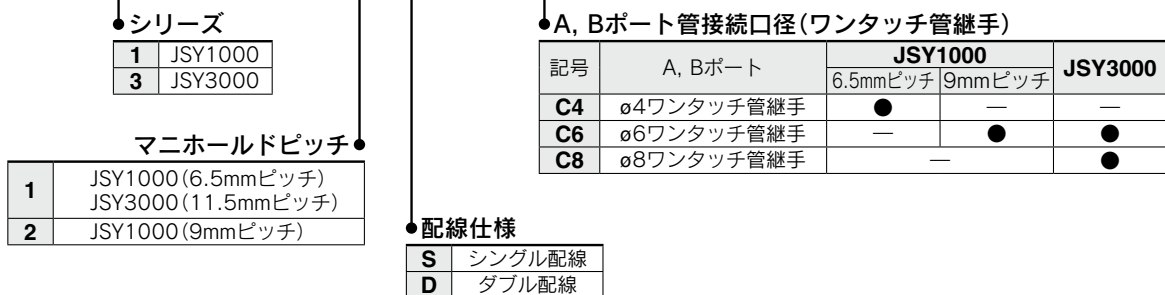 シリーズ
1 JSY1000
3 JSY3000
マニホールドピッチ
1 JSY1000(6.5mmピッチ)
JSY3000(11.5mmピッチ)
2 JSY1000(9mmピッチ)
配線仕様
S シングル配線
D ダブル配線
A, Bポート管接続口径(ワンタッチ管継手)
記号 A, Bポート JSY1000 JSY3000
6.5mmピッチ 9mmピッチ
C4 ø4ワンタッチ管継手 ● — —
C6 ø6ワンタッチ管継手 — ● ●
C8 ø8ワンタッチ管継手 — ●